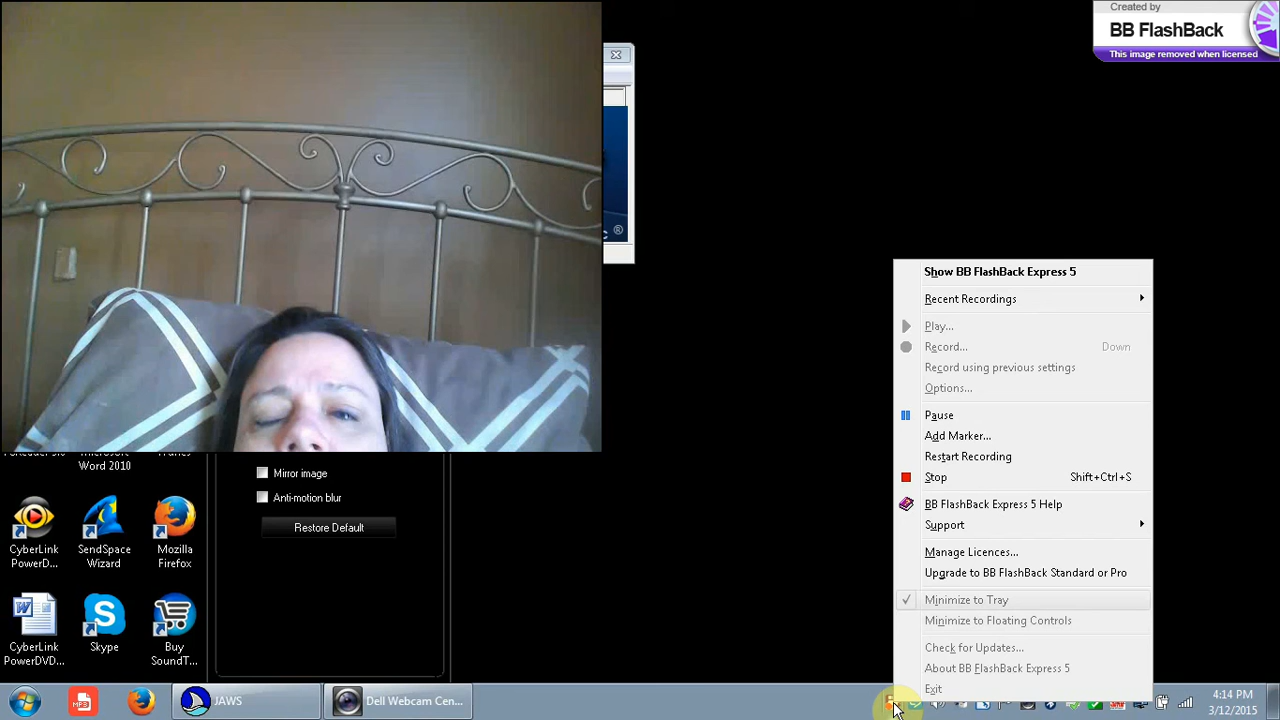 Created by
BB FlashBack
This image removed when licensed
®
Show BB FlashBack Express 5
Recent Recordings
Play...
Record... Down
Record using previous settings
Options...
Pause
Add Marker...
Restart Recording
Stop Shift+Ctrl+S
BB FlashBack Express 5 Help
Support
Manage Licences...
Upgrade to BB FlashBack Standard or Pro
Minimize to Tray
Minimize to Floating Controls
Check for Updates...
About BB FlashBack Express 5
Exit
Word 2010
Mirror image
Anti-motion blur
Restore Default
CyberLink
PowerD...
SendSpace
Wizard
Mozilla
Firefox
CyberLink
PowerDVD...
Skype
Buy
SoundT...
MP3
JAWS
Dell Webcam Cen...
4:14 PM
3/12/2015